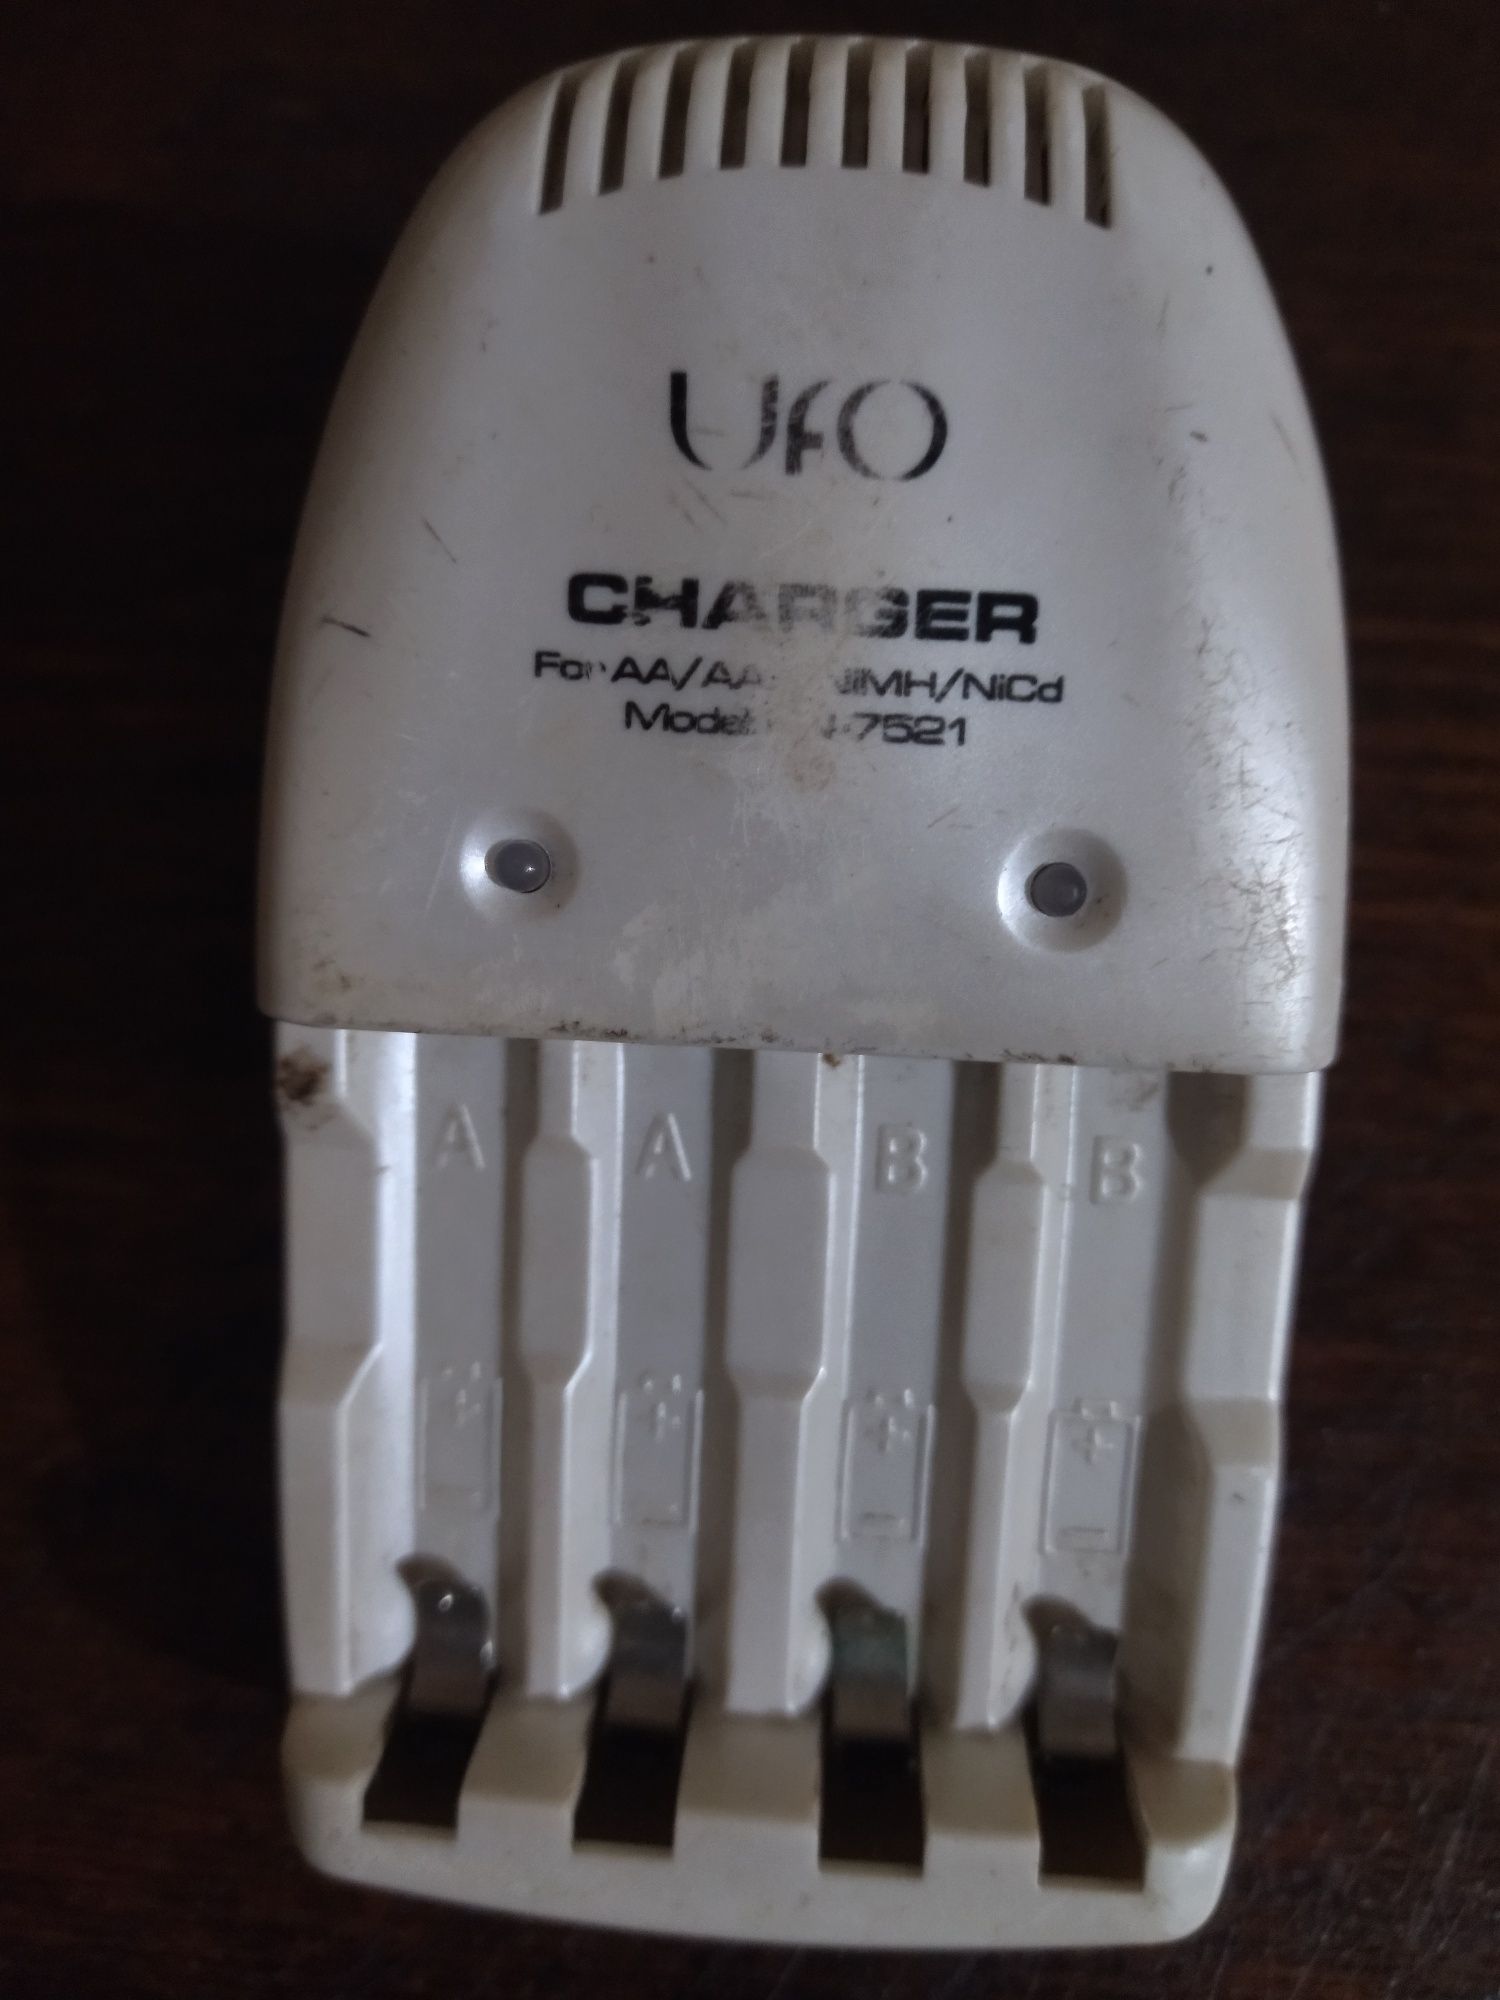 UFO
CHARGER
For AA/AA NiMH/NiCd
Model 7521
A A B B
+ + + +
- - - -